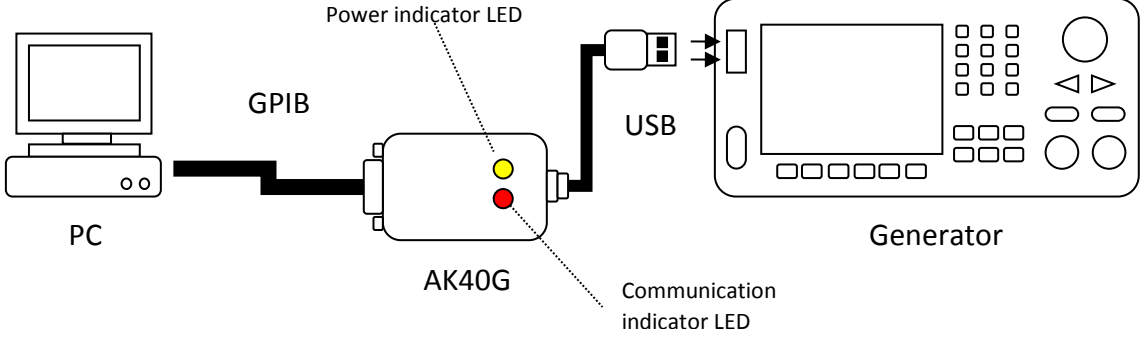 Power indicator LED
GPIB
USB
PC
AK40G
Generator
Communication
indicator LED